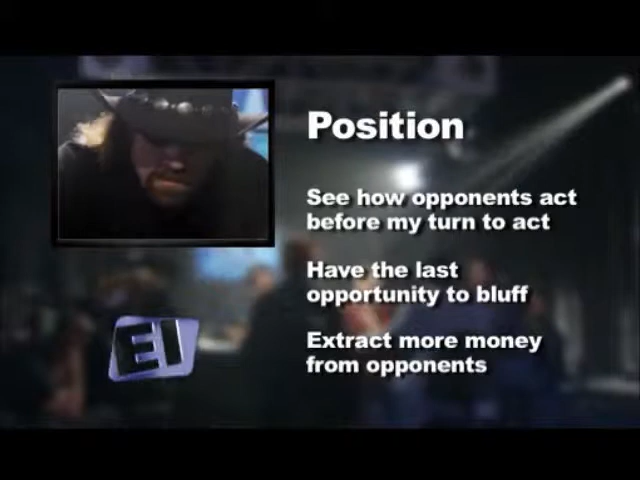 Position
See how opponents act
before my turn to act
Have the last
opportunity to bluff
Extract more money
from opponents
EI